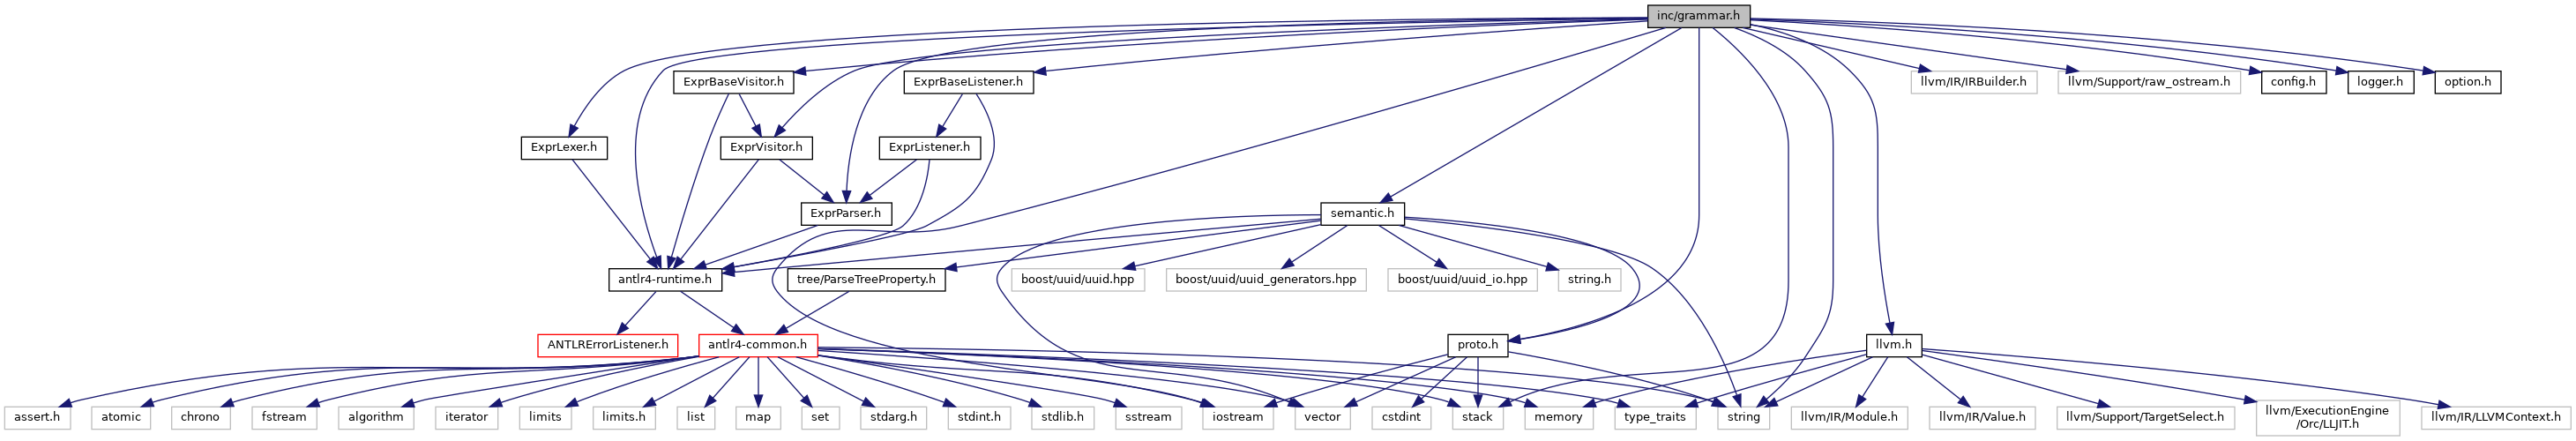 inc/grammar.h
ExprBaseVisitor.h
ExprBaseListener.h
llvm/IR/IRBuilder.h
llvm/Support/raw_ostream.h
config.h
logger.h
option.h
ExprLexer.h
ExprVisitor.h
ExprListener.h
ExprParser.h
semantic.h
antlr4-runtime.h
tree/ParseTreeProperty.h
boost/uuid/uuid.hpp
boost/uuid/uuid_generators.hpp
boost/uuid/uuid_io.hpp
string.h
ANTLRErrorListener.h
antlr4-common.h
proto.h
llvm.h
assert.h
atomic
chrono
fstream
algorithm
iterator
limits
limits.h
list
map
set
stdarg.h
stdint.h
stdlib.h
sstream
iostream
vector
cstdint
stack
memory
type_traits
string
llvm/IR/Module.h
llvm/IR/Value.h
llvm/Support/TargetSelect.h
llvm/ExecutionEngine
/Orc/LLJIT.h
llvm/IR/LLVMContext.h